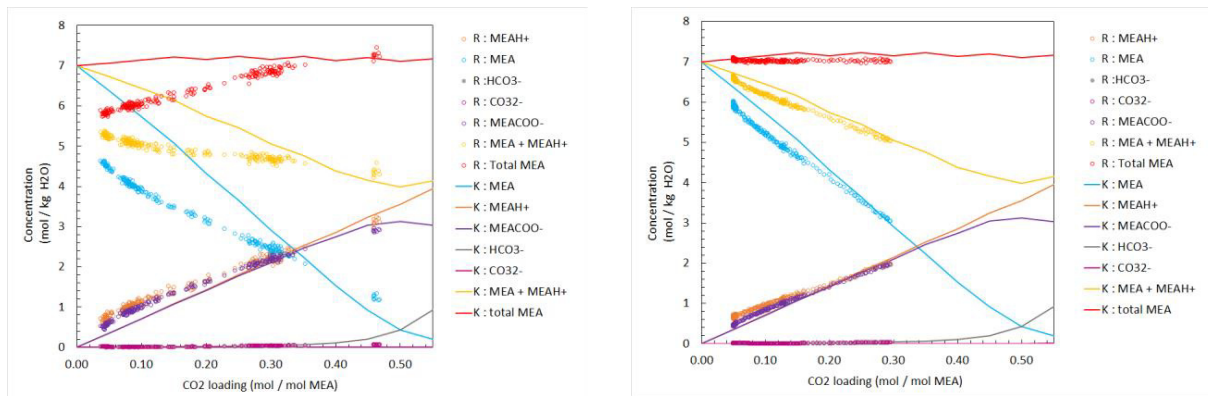 8
7
6
5
4
3
2
1
0
Concentration
(mol / kg H2O)
0.00 0.10 0.20 0.30 0.40 0.50
CO2 loading (mol / mol MEA)
R : MEAH+
R : MEA
R :HCO3-
R : CO32-
R : MEACOO-
R : MEA + MEAH+
R : Total MEA
K : MEA
K : MEAH+
K : MEACOO-
K : HCO3-
K : CO32-
K : MEA + MEAH+
K : total MEA
8
7
6
5
4
3
2
1
0
Concentration
(mol / kg H2O)
0.00 0.10 0.20 0.30 0.40 0.50
CO2 loading (mol / mol MEA)
R : MEAH+
R : MEA
R :HCO3-
R : CO32-
R : MEACOO-
R : MEA + MEAH+
R : Total MEA
K : MEA
K : MEAH+
K : MEACOO-
K : HCO3-
K : CO32-
K : MEA + MEAH+
K : total MEA